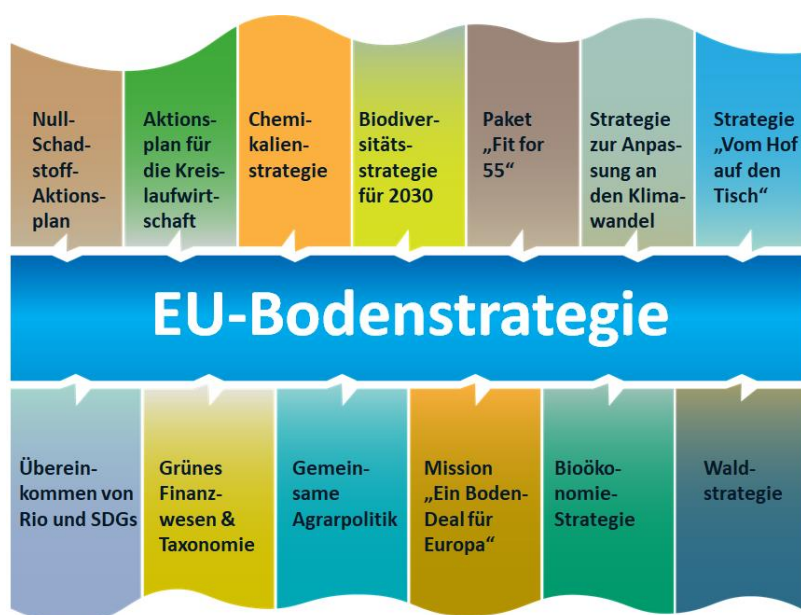 Null-
Schad-
stoff-
Aktions-
plan
Aktions-
plan für
die Kreis-
laufwirt-
schaft
Chemi-
kalien-
strategie
Biodiver-
sitäts-
strategie
für 2030
Paket
„Fit for
55“
Strategie
zur Anpas-
sung an
den Klima-
wandel
Strategie
„Vom Hof
auf den
Tisch“
EU-Bodenstrategie
Überein-
kommen von
Rio und SDGs
Grünes
Finanz-
wesen &
Taxonomie
Gemein-
same
Agrarpolitik
Mission
„Ein Boden-
Deal für
Europa“
Bioöko-
nomie-
Strategie
Wald-
strategie